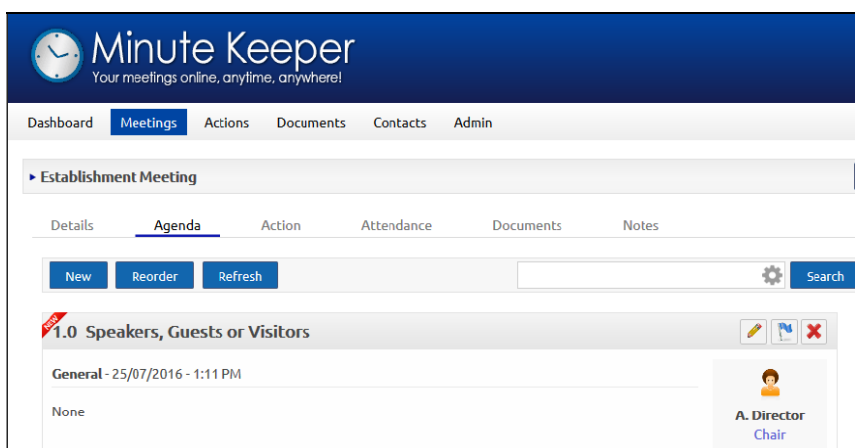 Minute Keeper
Your meetings online, anytime, anywhere!
Dashboard Meetings Actions Documents Contacts Admin
Establishment Meeting
Details Agenda Action Attendance Documents Notes
New Reorder Refresh Search
NEW
1.0 Speakers, Guests or Visitors
General - 25/07/2016 - 1:11 PM
None
A. Director
Chair